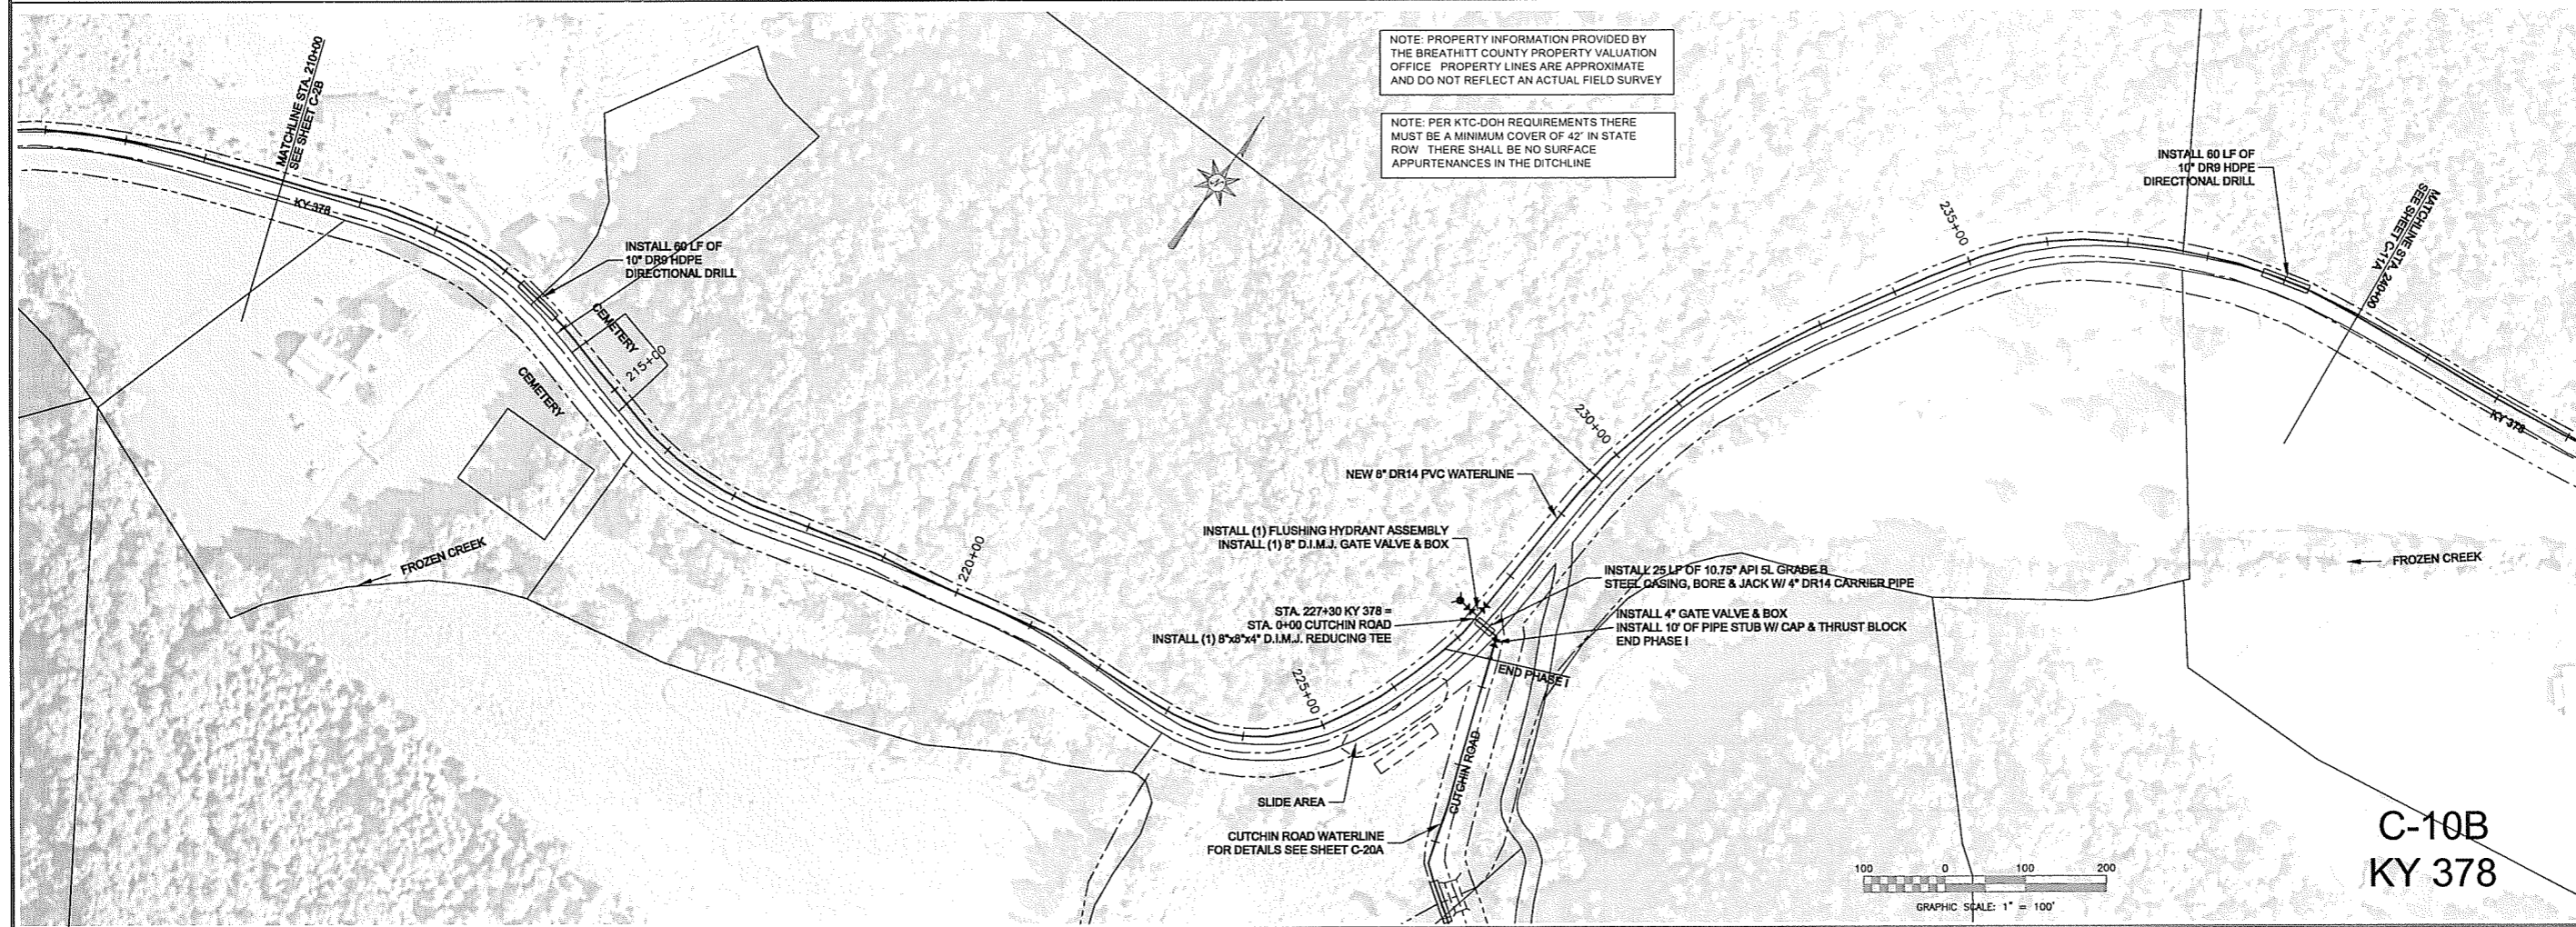 NOTE: PROPERTY INFORMATION PROVIDED BY
THE BREATHITT COUNTY PROPERTY VALUATION
OFFICE PROPERTY LINES ARE APPROXIMATE
AND DO NOT REFLECT AN ACTUAL FIELD SURVEY
NOTE: PER KTC-DOH REQUIREMENTS THERE
MUST BE A MINIMUM COVER OF 42" IN STATE
ROW THERE SHALL BE NO SURFACE
APPURTENANCES IN THE DITCHLINE
MATCHLINE STA. 210+00
SEE SHEET C-2B
KY 378
INSTALL 60 LF OF
10" DR9 HDPE
DIRECTIONAL DRILL
CEMETERY
215+00
CEMETERY
FROZEN CREEK
220+00
225+00
230+00
235+00
INSTALL 60 LF OF
10" DR9 HDPE
DIRECTIONAL DRILL
MATCHLINE STA. 240+00
SEE SHEET C-11A
KY 378
NEW 8" DR14 PVC WATERLINE
INSTALL (1) FLUSHING HYDRANT ASSEMBLY
INSTALL (1) 8" D.I.M.J. GATE VALVE & BOX
STA. 227+30 KY 378 =
STA. 0+00 CUTCHIN ROAD
INSTALL (1) 8"x8"x4" D.I.M.J. REDUCING TEE
INSTALL 25 LF OF 10.75" API 5L GRADE B
STEEL CASING, BORE & JACK W/ 4" DR14 CARRIER PIPE
INSTALL 4" GATE VALVE & BOX
INSTALL 10' OF PIPE STUB W/ CAP & THRUST BLOCK
END PHASE I
END PHASE I
FROZEN CREEK
CUTCHIN ROAD
SLIDE AREA
CUTCHIN ROAD WATERLINE
FOR DETAILS SEE SHEET C-20A
100 0 100 200
GRAPHIC SCALE: 1" = 100'
C-10B
KY 378